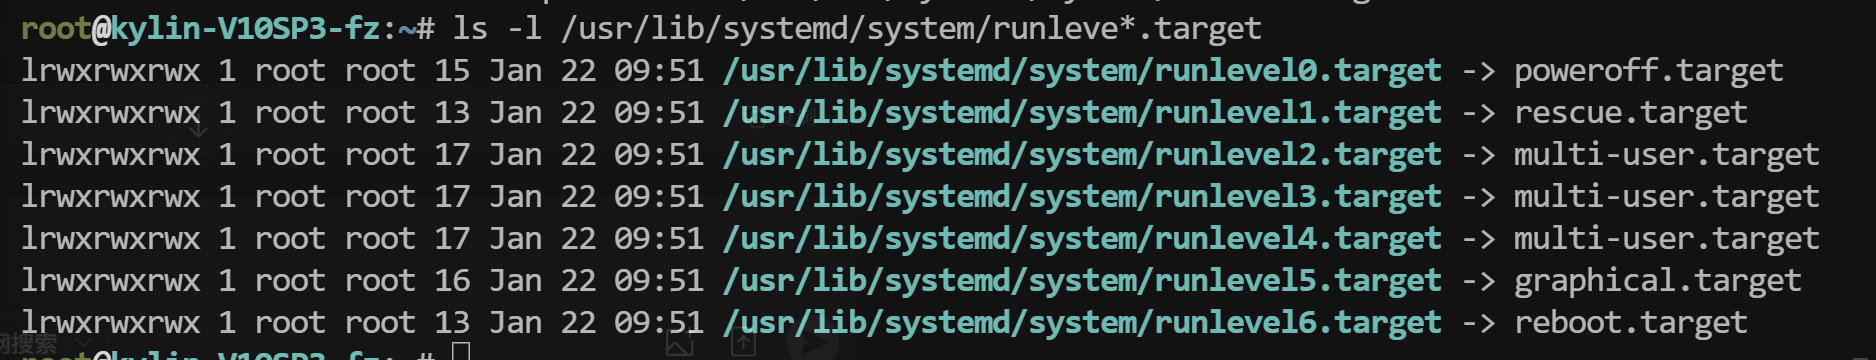 root@kylin-V10SP3-fz:~# ls -l /usr/lib/systemd/system/runleve*.target
lrwxrwxrwx 1 root root 15 Jan 22 09:51 /usr/lib/systemd/system/runlevel0.target -> poweroff.target
lrwxrwxrwx 1 root root 13 Jan 22 09:51 /usr/lib/systemd/system/runlevel1.target -> rescue.target
lrwxrwxrwx 1 root root 17 Jan 22 09:51 /usr/lib/systemd/system/runlevel2.target -> multi-user.target
lrwxrwxrwx 1 root root 17 Jan 22 09:51 /usr/lib/systemd/system/runlevel3.target -> multi-user.target
lrwxrwxrwx 1 root root 17 Jan 22 09:51 /usr/lib/systemd/system/runlevel4.target -> multi-user.target
lrwxrwxrwx 1 root root 16 Jan 22 09:51 /usr/lib/systemd/system/runlevel5.target -> graphical.target
lrwxrwxrwx 1 root root 13 Jan 22 09:51 /usr/lib/systemd/system/runlevel6.target -> reboot.target
root@kylin-V10SP3-fz:~#